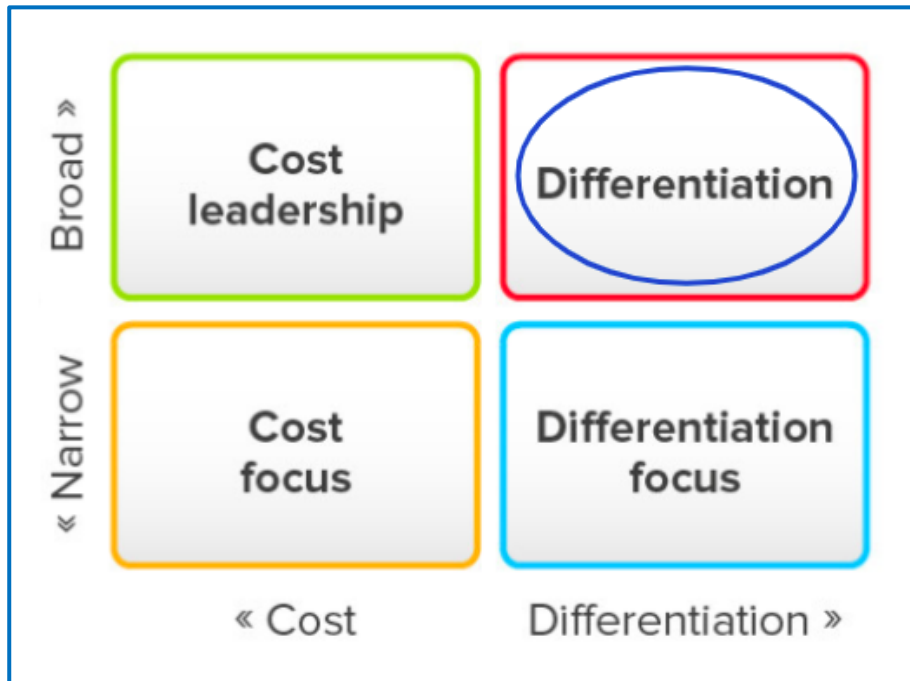 Broad »
Cost
leadership
Differentiation
« Narrow
Cost
focus
Differentiation
focus
« Cost
Differentiation »